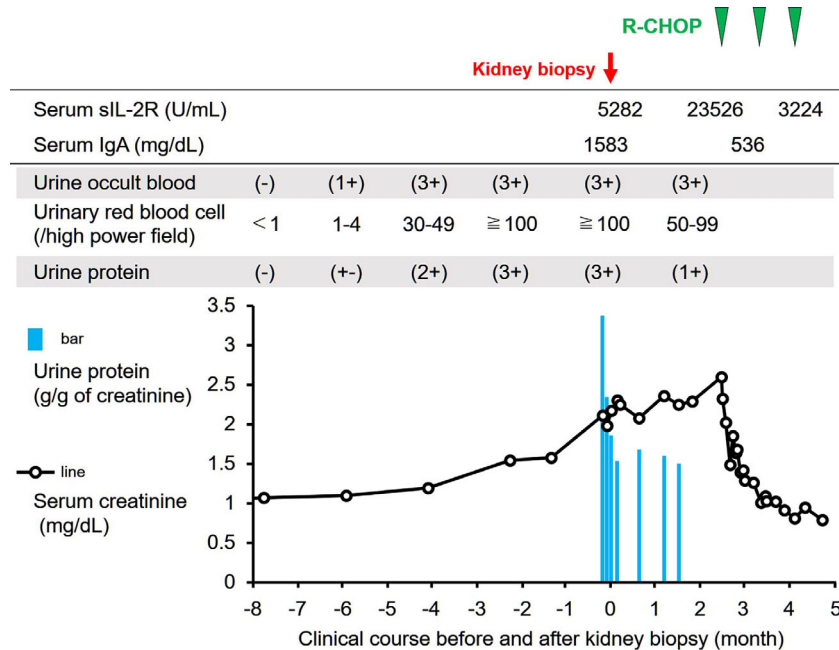 R-CHOP
Kidney biopsy
Serum sIL-2R (U/mL) 5282 23526 3224
Serum IgA (mg/dL) 1583 536
Urine occult blood (-) (1+) (3+) (3+) (3+) (3+)
Urinary red blood cell
(/high power field) <1 1-4 30-49 ≧100 ≧100 50-99
Urine protein (-) (+-) (2+) (3+) (3+) (1+)
bar
Urine protein
(g/g of creatinine)
line
Serum creatinine
(mg/dL)
3.5
3
2.5
2
1.5
1
0.5
0
-8 -7 -6 -5 -4 -3 -2 -1 0 1 2 3 4 5
Clinical course before and after kidney biopsy (month)